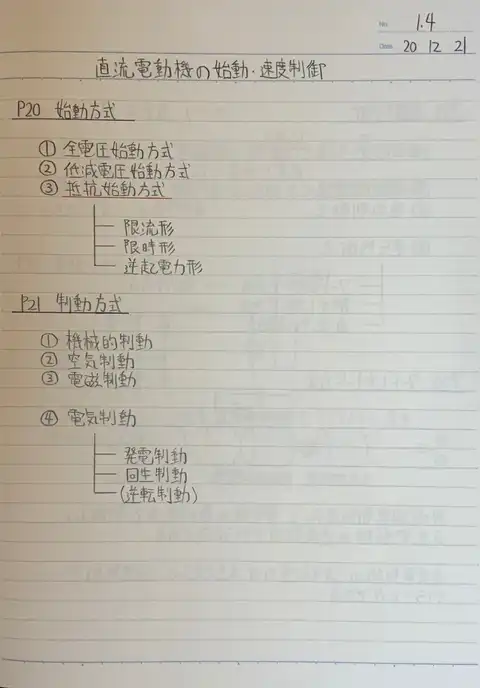 No. 1.4
Date 20 12 21
直流電動機の始動・速度制御
P20 始動方式
① 全電圧始動方式
② 低減電圧始動方式
③ 抵抗始動方式
限流形
限時形
逆起電力形
P21 制動方式
① 機械的制動
② 空気制動
③ 電磁制動
④ 電気制動
発電制動
回生制動
(逆転制動)